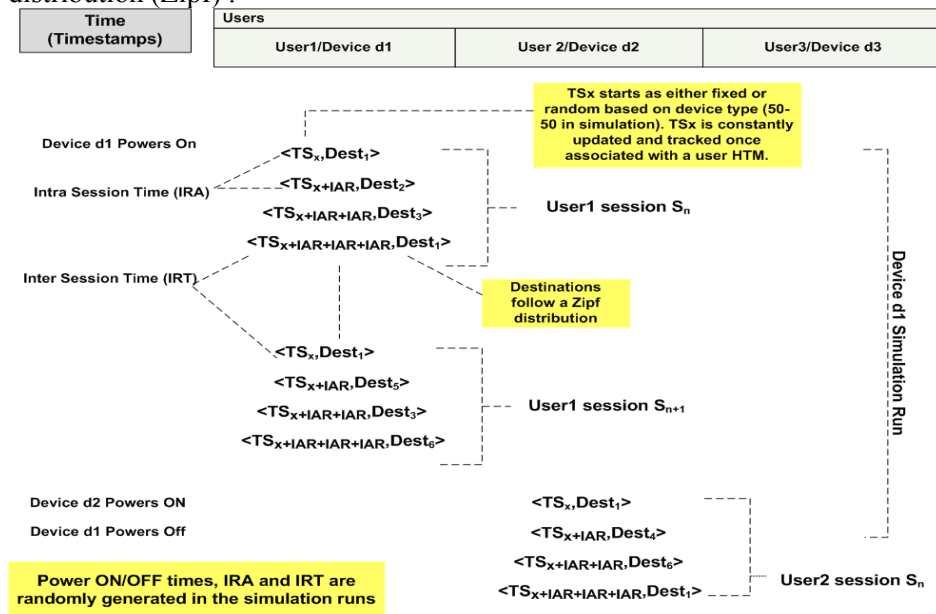 distribution (Zipf) .
Time
(Timestamps)
Users
User1/Device d1
User 2/Device d2
User3/Device d3
TSx starts as either fixed or
random based on device type (50-
50 in simulation). TSx is constantly
updated and tracked once
associated with a user HTM.
Device d1 Powers On
<TSx,Dest1>
Intra Session Time (IRA)
<TSx+IAR,Dest2>
User1 session Sn
<TSx+IAR+IAR,Dest3>
<TSx+IAR+IAR+IAR,Dest1>
Inter Session Time (IRT)
Destinations
follow a Zipf
distribution
Device d1 Simulation Run
<TSx,Dest1>
<TSx+IAR,Dest5>
User1 session Sn+1
<TSx+IAR+IAR,Dest3>
<TSx+IAR+IAR+IAR,Dest6>
Device d2 Powers ON
<TSx,Dest1>
Device d1 Powers Off
<TSx+IAR,Dest4>
<TSx+IAR+IAR,Dest6>
User2 session Sn
<TSx+IAR+IAR+IAR,Dest1>
Power ON/OFF times, IRA and IRT are
randomly generated in the simulation runs